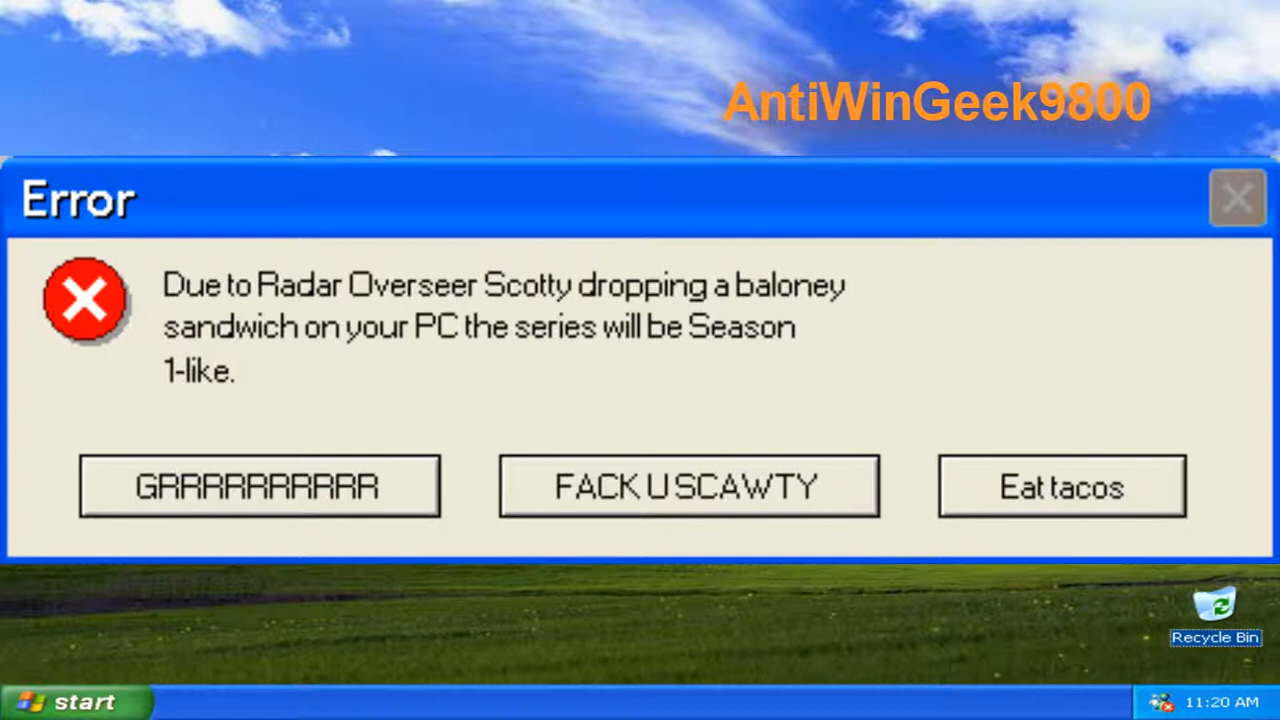 AntiWinGeek9800
Error
Due to Radar Overseer Scotty dropping a baloney
sandwich on your PC the series will be Season
1-like.
GRRRRRRRRRR
FACK U SCAWTY
Eat tacos
Recycle Bin
start
11:20 AM